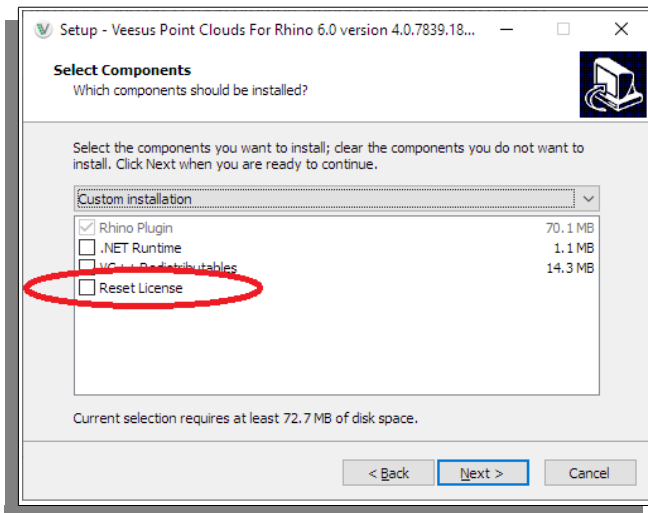 Setup - Veesus Point Clouds For Rhino 6.0 version 4.0.7839.18...
Select Components
Which components should be installed?
Select the components you want to install; clear the components you do not want to
install. Click Next when you are ready to continue.
Custom installation
Rhino Plugin 70.1 MB
.NET Runtime 1.1 MB
VC++ Redistributables 14.3 MB
Reset License
Current selection requires at least 72.7 MB of disk space.
< Back Next > Cancel